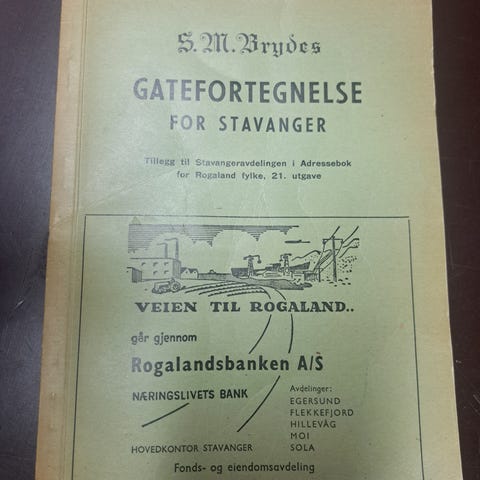 S. M. Brydes
GATEFORTEGNELSE
FOR STAVANGER
Tillegg til Stavangeravdelingen i Adressebok
for Rogaland fylke, 21. utgave
VEIEN TIL ROGALAND..
går gjennom
Rogalandsbanken A/S
NÆRINGSLIVETS BANK
Avdelinger:
EGERSUND
FLEKKEFJORD
HILLEVÅG
MOI
SOLA
HOVEDKONTOR STAVANGER
Fonds- og eiendomsavdeling